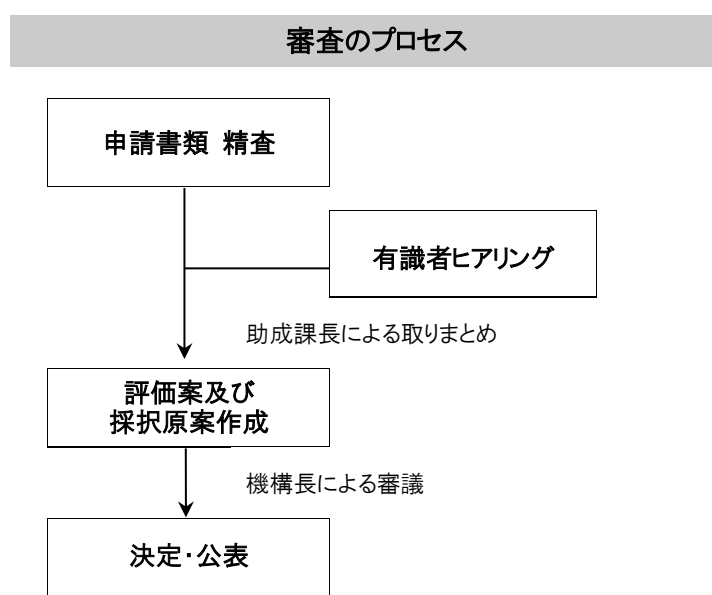 審査のプロセス
申請書類 精査
有識者ヒアリング
助成課長による取りまとめ
評価案及び
採択原案作成
機構長による審議
決定・公表